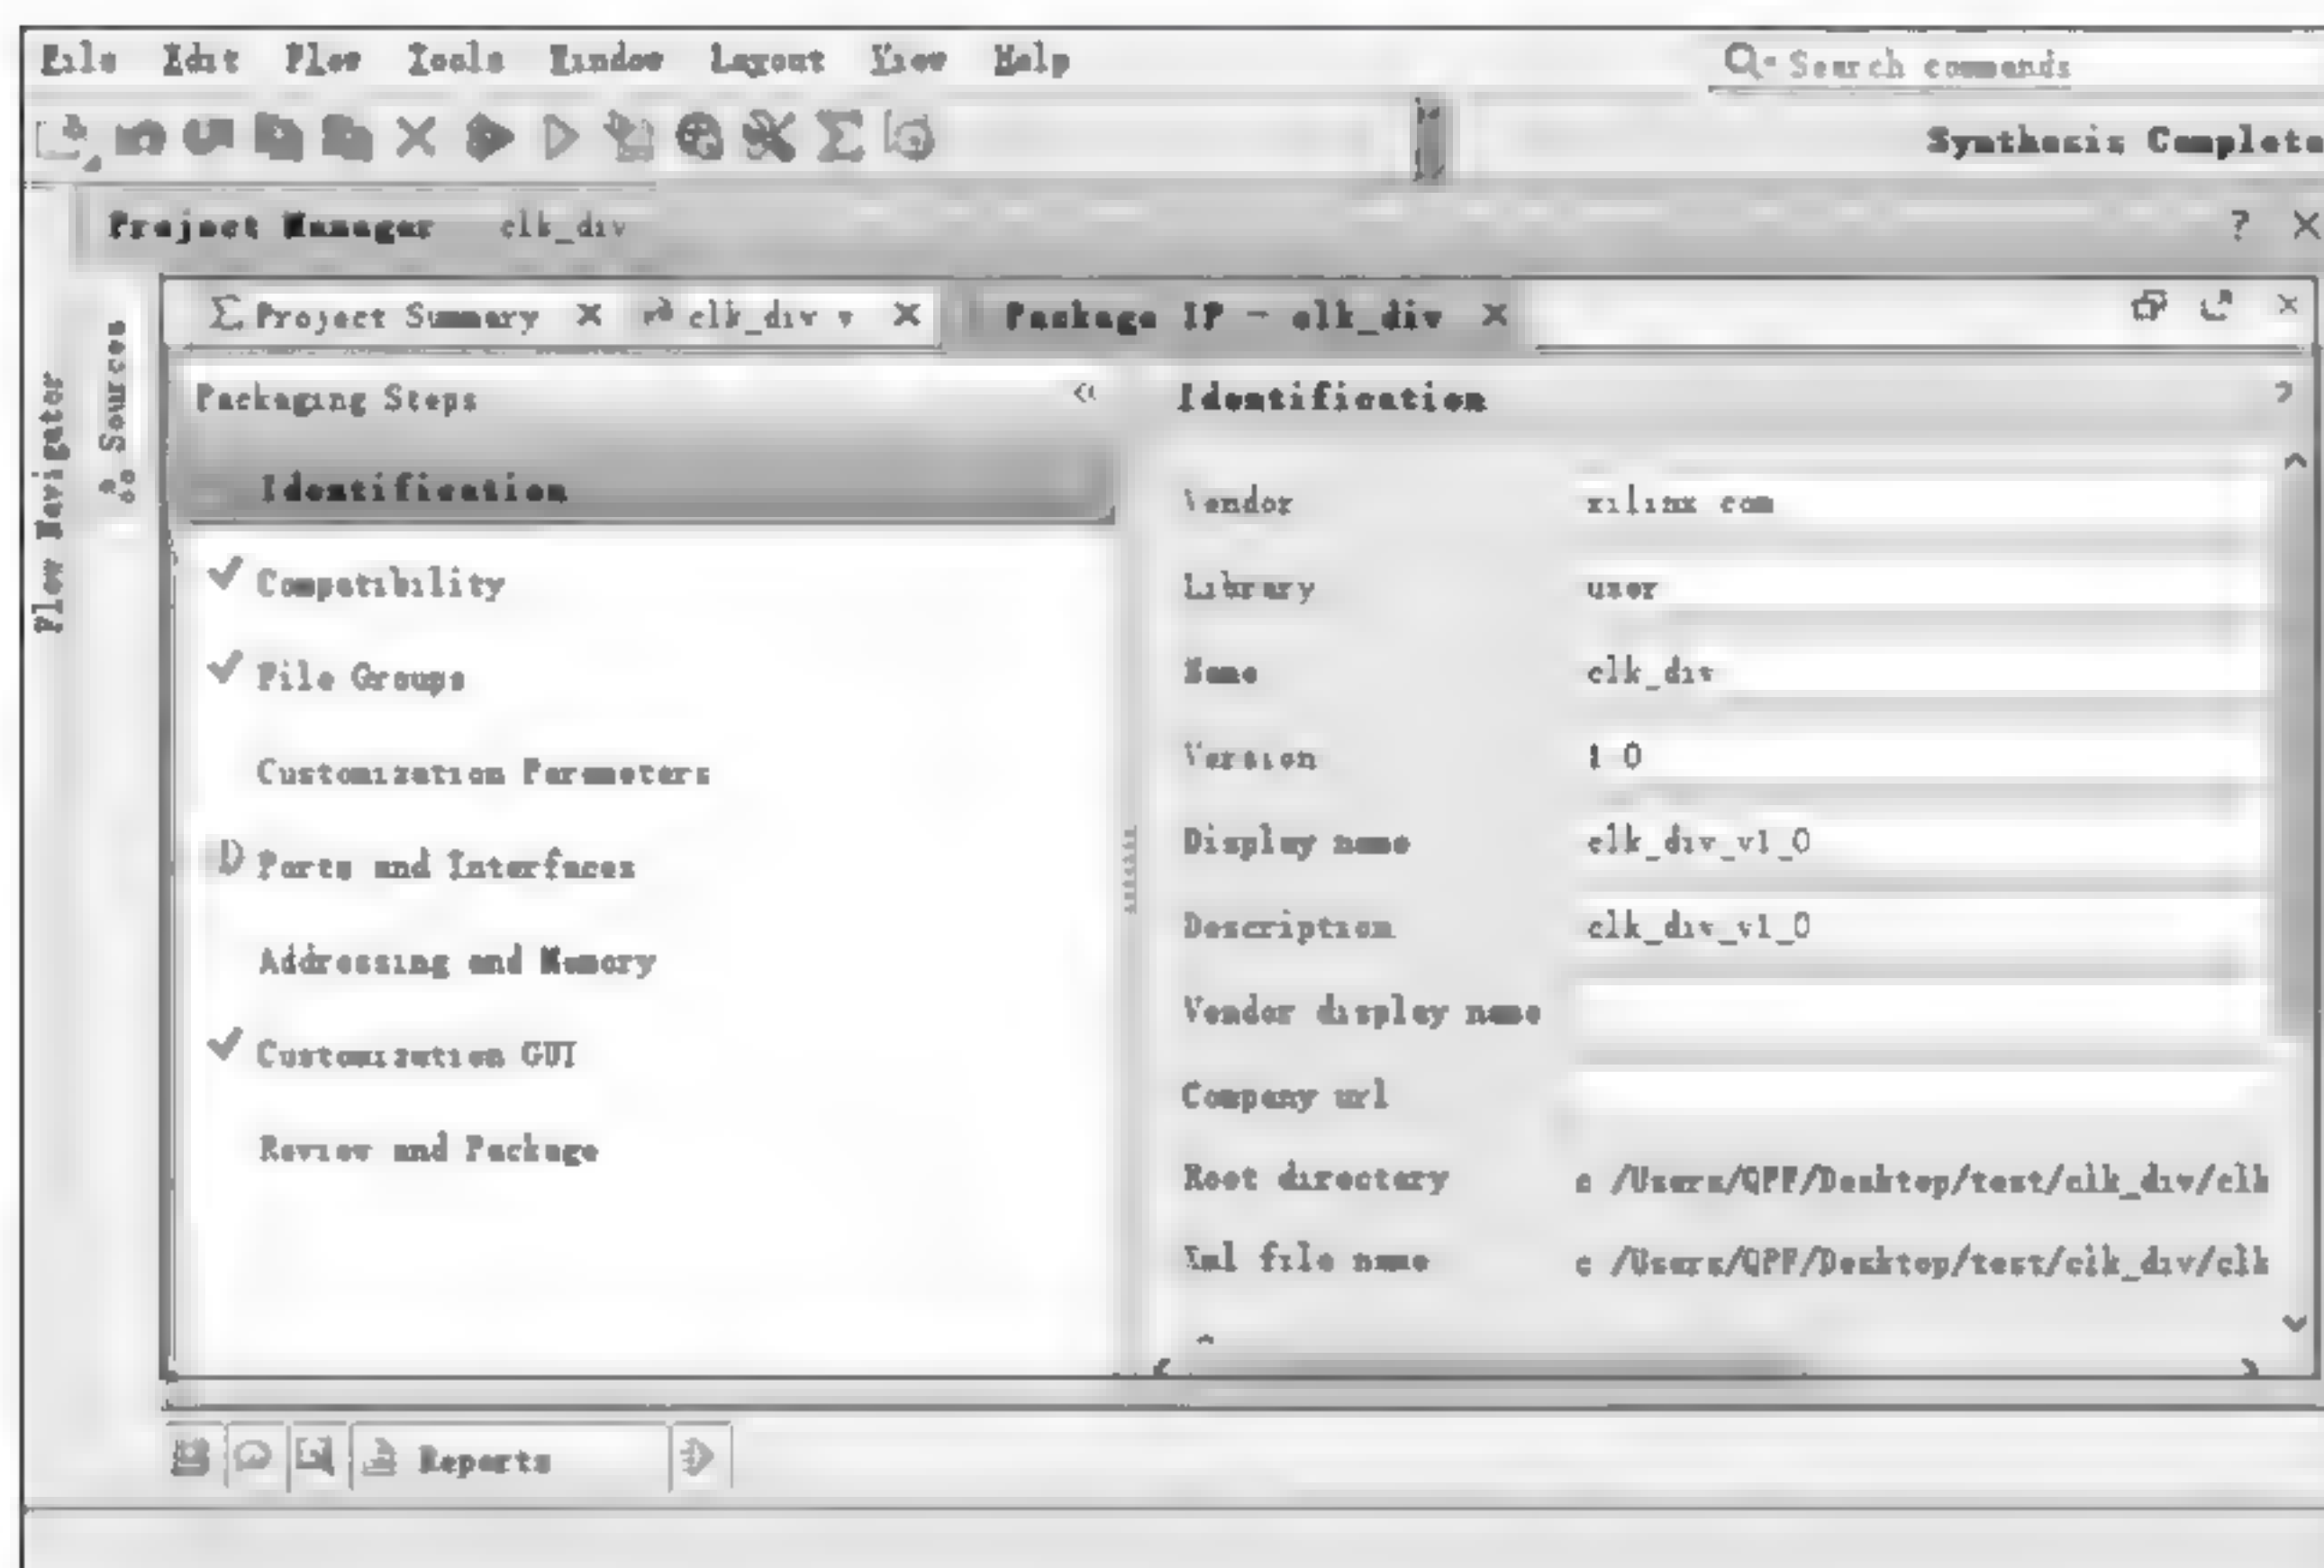 File Edit Flow Tools Window Layout View Help
Search commands
Synthesis Complete
Project Manager clk_div
Flow Navigator
Sources
Project Summary clk_div v Package IP - clk_div
Packaging Steps
Identification
Compatibility
File Groups
Customization Parameters
Ports and Interfaces
Addressing and Memory
Customization GUI
Review and Package
Identification
Vendor xilinx com
Library user
Name clk_div
Version 1 0
Display name clk_div_v1_0
Description clk_div_v1_0
Vendor display name
Company url
Root directory c /Users/QPF/Desktop/test/clk_div/clk
Xml file name c /Users/QPF/Desktop/test/clk_div/clk
Reports